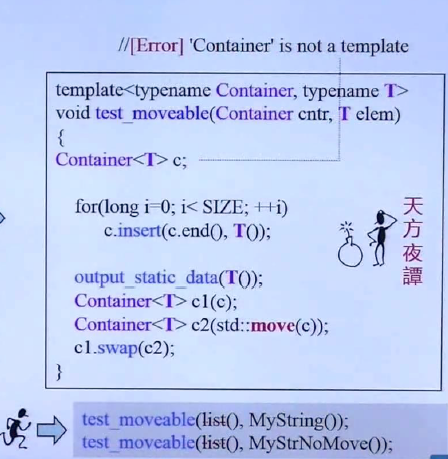 //[Error] 'Container' is not a template
template<typename Container, typename T>
void test_moveable(Container cntr, T elem)
{
Container<T> c;
for(long i=0; i< SIZE; ++i)
c.insert(c.end(), T());
output_static_data(T());
Container<T> c1(c);
Container<T> c2(std::move(c));
c1.swap(c2);
}
天方夜譚
test_moveable(list(), MyString());
test_moveable(list(), MyStrNoMove());